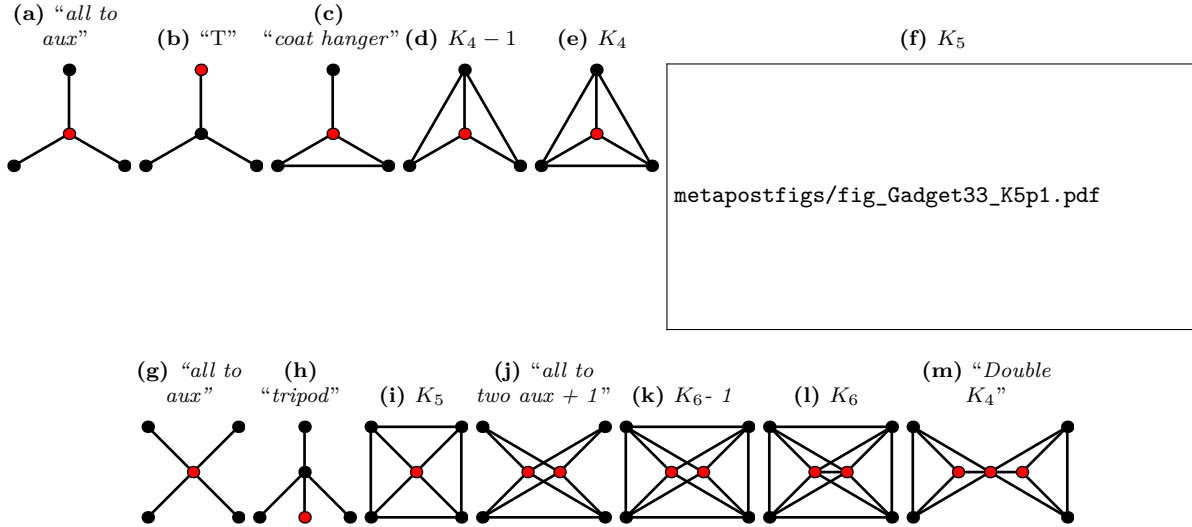 (a) “all to
aux”
(b) “T”
(c)
“coat hanger”
(d) K₄ − 1
(e) K₄
(f) K₅
metapostfigs/fig_Gadget33_K5p1.pdf
(g) “all to
aux”
(h)
“tripod”
(i) K₅
(j) “all to
two aux + 1”
(k) K₆- 1
(l) K₆
(m) “Double
K₄”